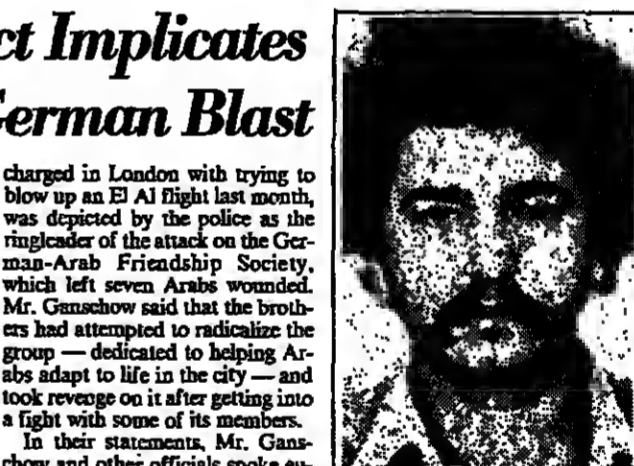 ct Implicates
German Blast
charged in London with trying to
blow up an El Al flight last month,
was depicted by the police as the
ringleader of the attack on the Ger-
man-Arab Friendship Society,
which left seven Arabs wounded.
Mr. Ganschow said that the broth-
ers had attempted to radicalize the
group — dedicated to helping Ar-
abs adapt to life in the city — and
took revenge on it after getting into
a fight with some of its members.
In their statements, Mr. Gans-
chow and other officials spoke